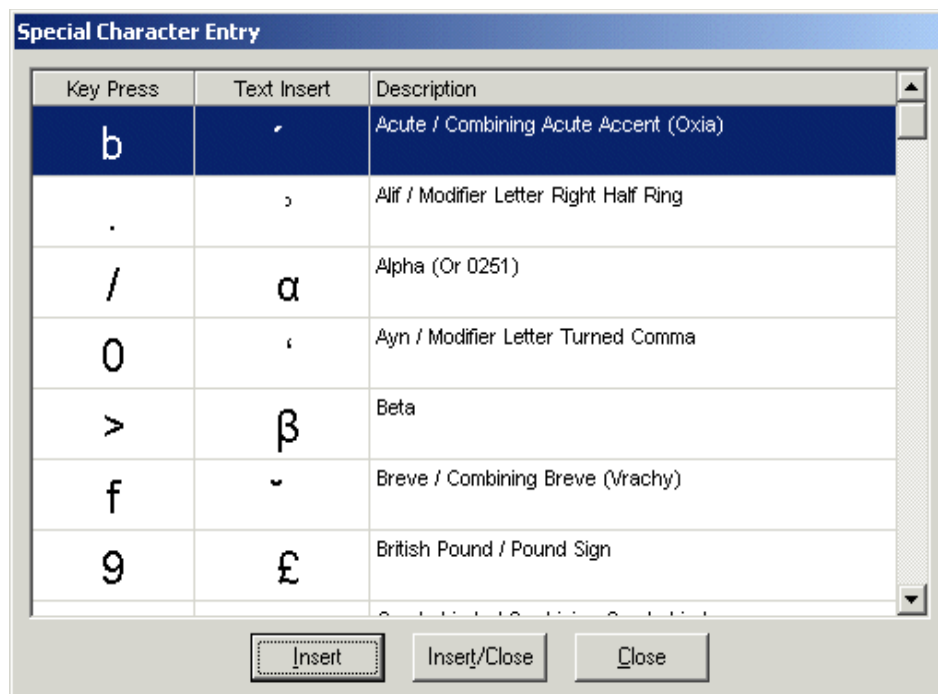 Special Character Entry
Key Press Text Insert Description
b ˊ Acute / Combining Acute Accent (Oxia)
. ʾ Alif / Modifier Letter Right Half Ring
/ α Alpha (Or 0251)
0 ʻ Ayn / Modifier Letter Turned Comma
> β Beta
f ˘ Breve / Combining Breve (Vrachy)
9 £ British Pound / Pound Sign
Insert Insert/Close Close